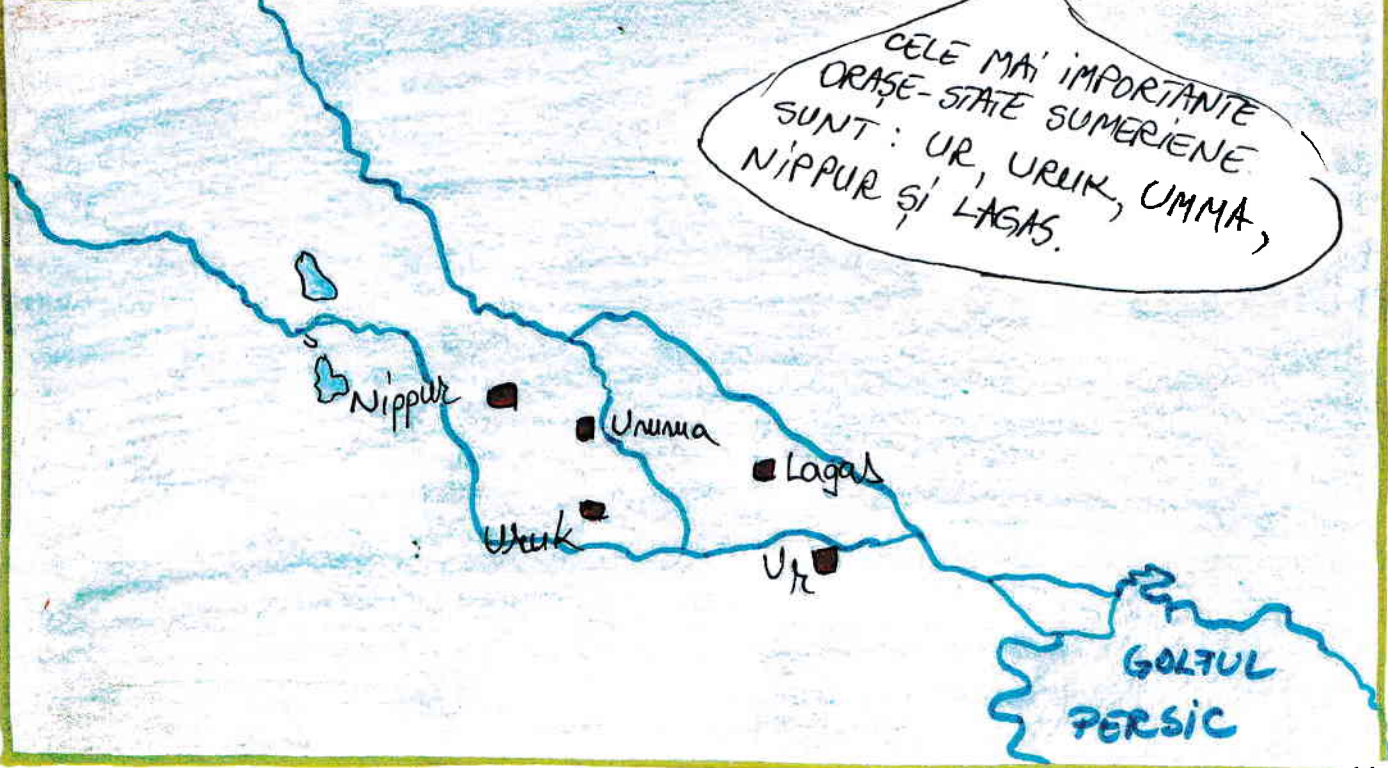 CELE MAI IMPORTANTE
ORAȘE-STATE SUMERIENE
SUNT: UR, URUK, UMMA,
NIPPUR ȘI LAGAS.
Nippur
Umma
Lagas
Uruk
Ur
GOLFUL
PERSIC